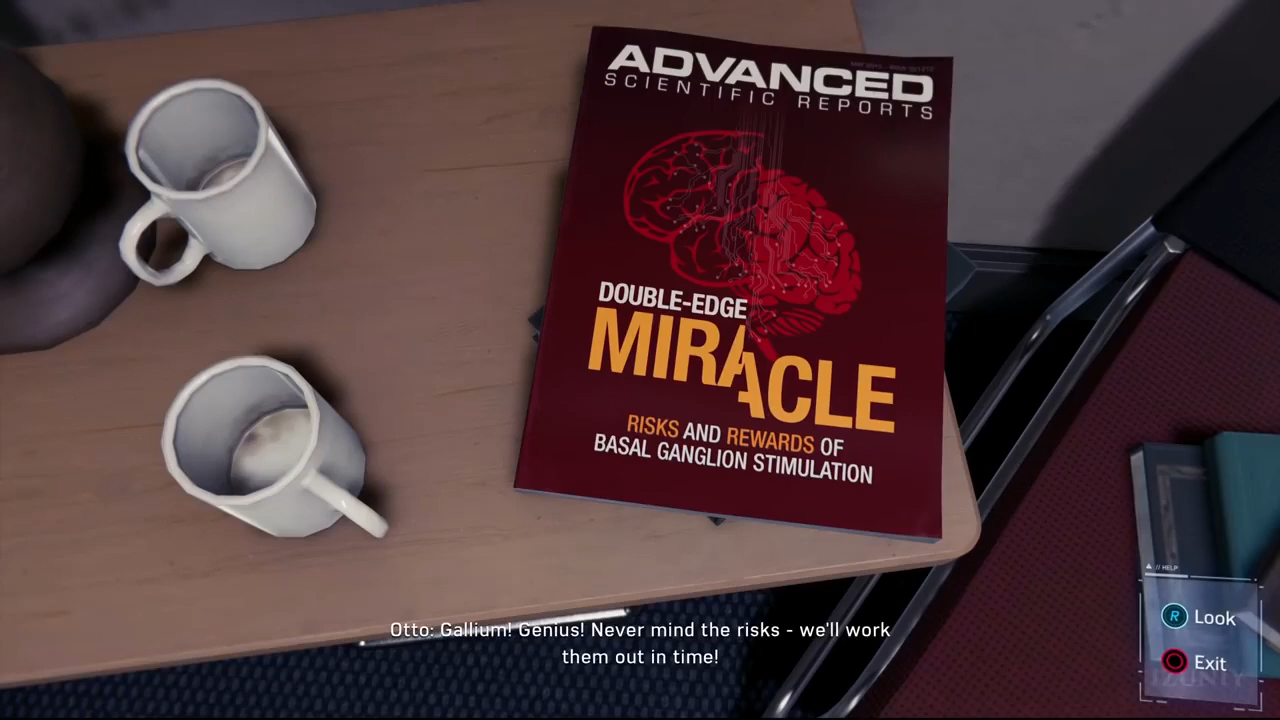 ADVANCED
SCIENTIFIC REPORTS
DOUBLE-EDGE
MIRACLE
RISKS AND REWARDS OF
BASAL GANGLION STIMULATION
// HELP
R Look
Exit
Otto: Gallium! Genius! Never mind the risks - we'll work
them out in time!